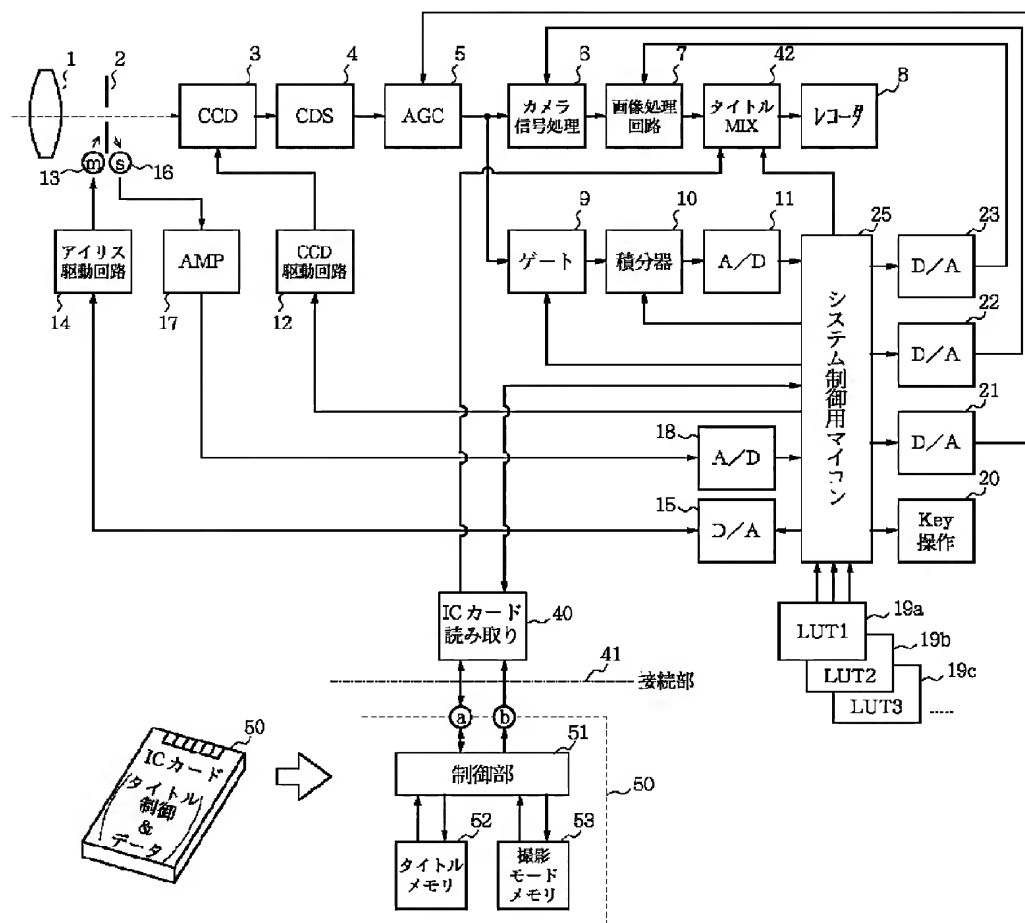 1
2
3
4
5
6
7
42
8
CCD
CDS
AGC
カメラ
信号処理
画像処理
回路
タイトル
MIX
レコーダ
m
s
13
16
9
10
11
25
23
アイリス
駆動回路
AMP
CCD
駆動回路
ゲート
積分器
A/D
D/A
14
17
12
システム制御用マイコン
22
D/A
21
D/A
18
A/D
15
D/A
20
Key
操作
ICカード
読み取り
40
19a
LUT1
19b
LUT2
19c
LUT3
.....
41
接続部
a
b
50
ICカード
タイトル
制御
&
データ
51
制御部
50
52
53
タイトル
メモリ
撮影
モード
メモリ